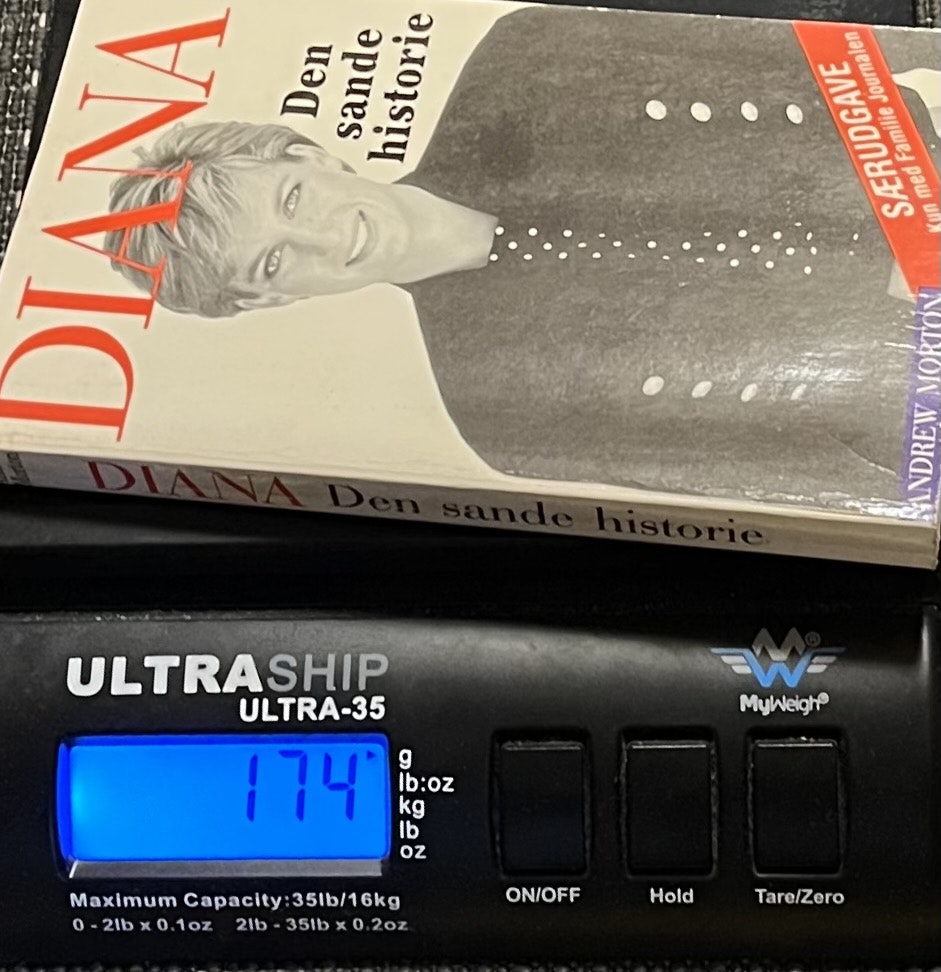 DIANA
Den
sande
historie
SÆRUDGAVE
Kun med Familie Journalen
ANDREW MORTON
DIANA Den sande historie
ULTRASHIP
ULTRA-35
MyWeigh®
174
g
lb:oz
kg
lb
oz
ON/OFF
Hold
Tare/Zero
Maximum Capacity:35lb/16kg
0 - 2lb x 0.1oz 2lb - 35lb x 0.2oz